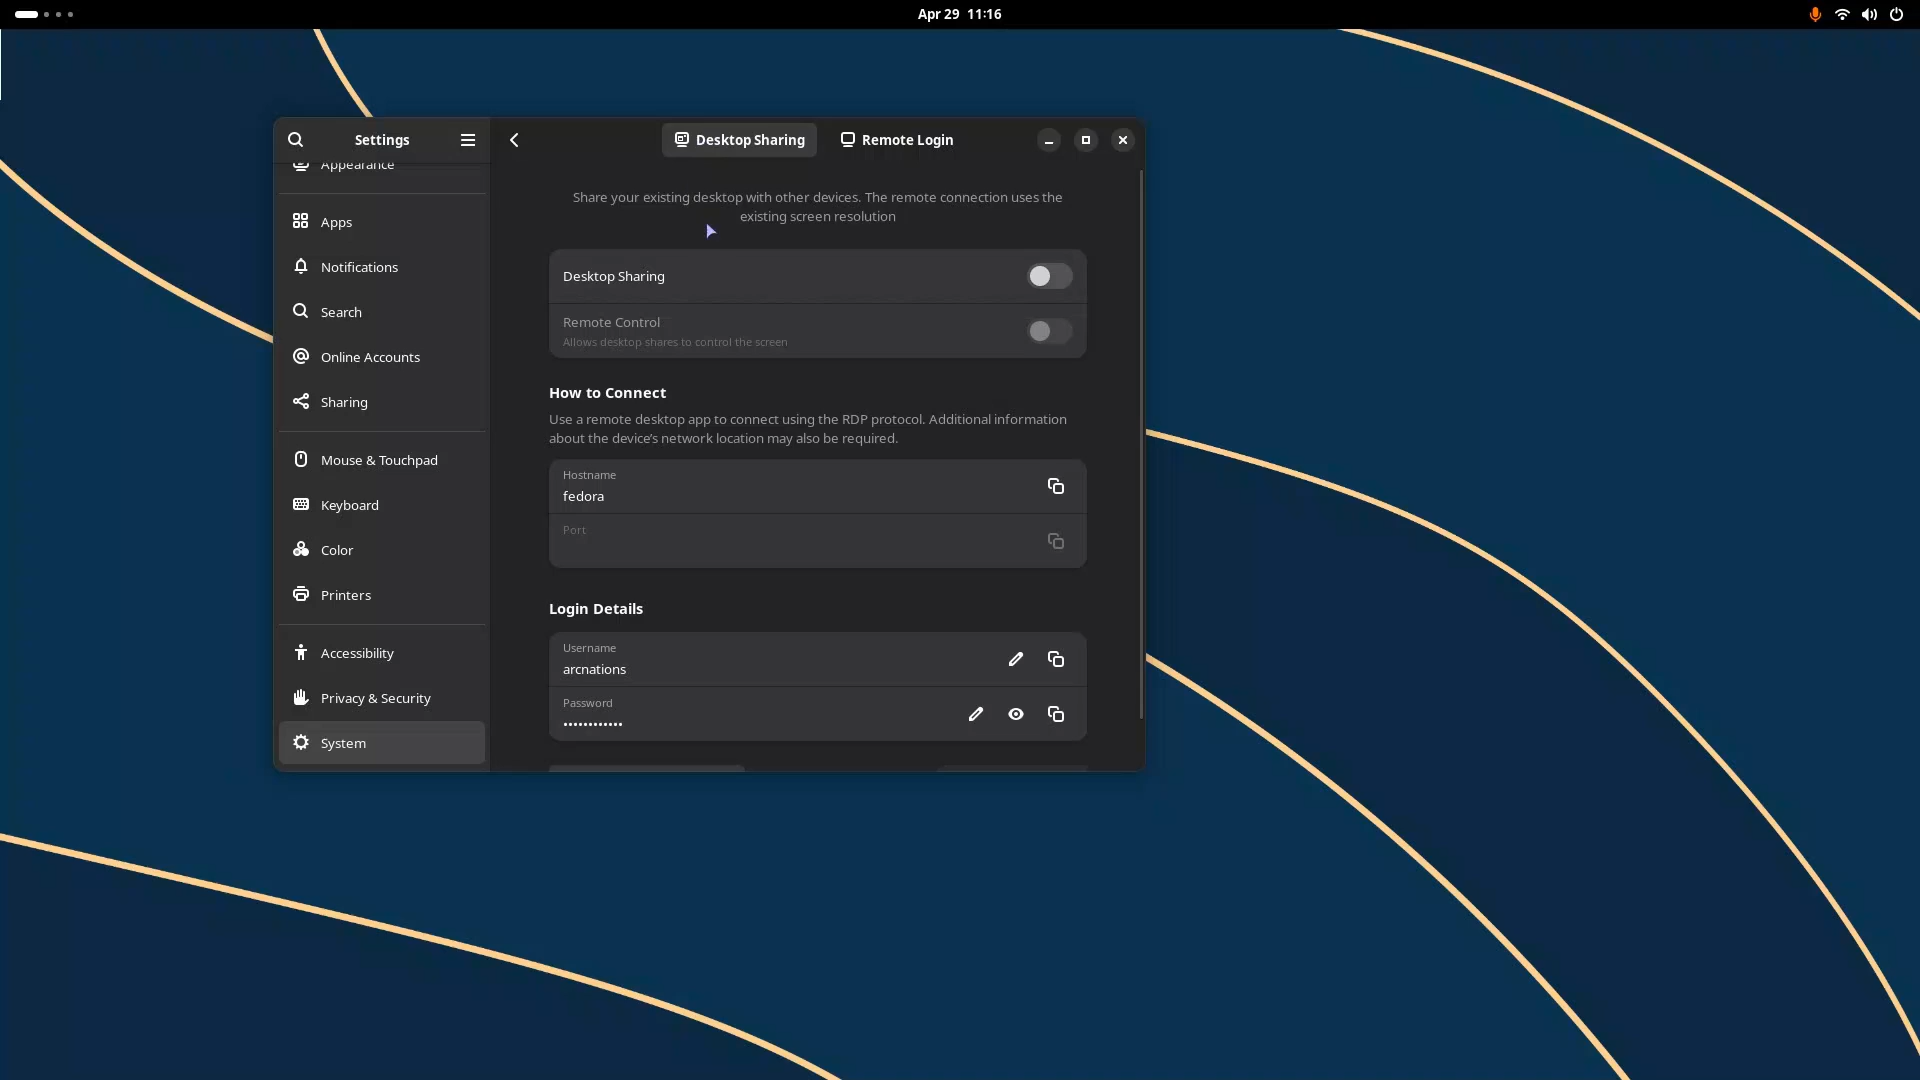 Apr 29 11:16
Settings
Desktop Sharing
Remote Login
Appearance
Apps
Notifications
Search
Online Accounts
Sharing
Mouse & Touchpad
Keyboard
Color
Printers
Accessibility
Privacy & Security
System
Share your existing desktop with other devices. The remote connection uses the
existing screen resolution
Desktop Sharing
Remote Control
Allows desktop shares to control the screen
How to Connect
Use a remote desktop app to connect using the RDP protocol. Additional information
about the device’s network location may also be required.
Hostname
fedora
Port
Login Details
Username
arcnations
Password
••••••••••••